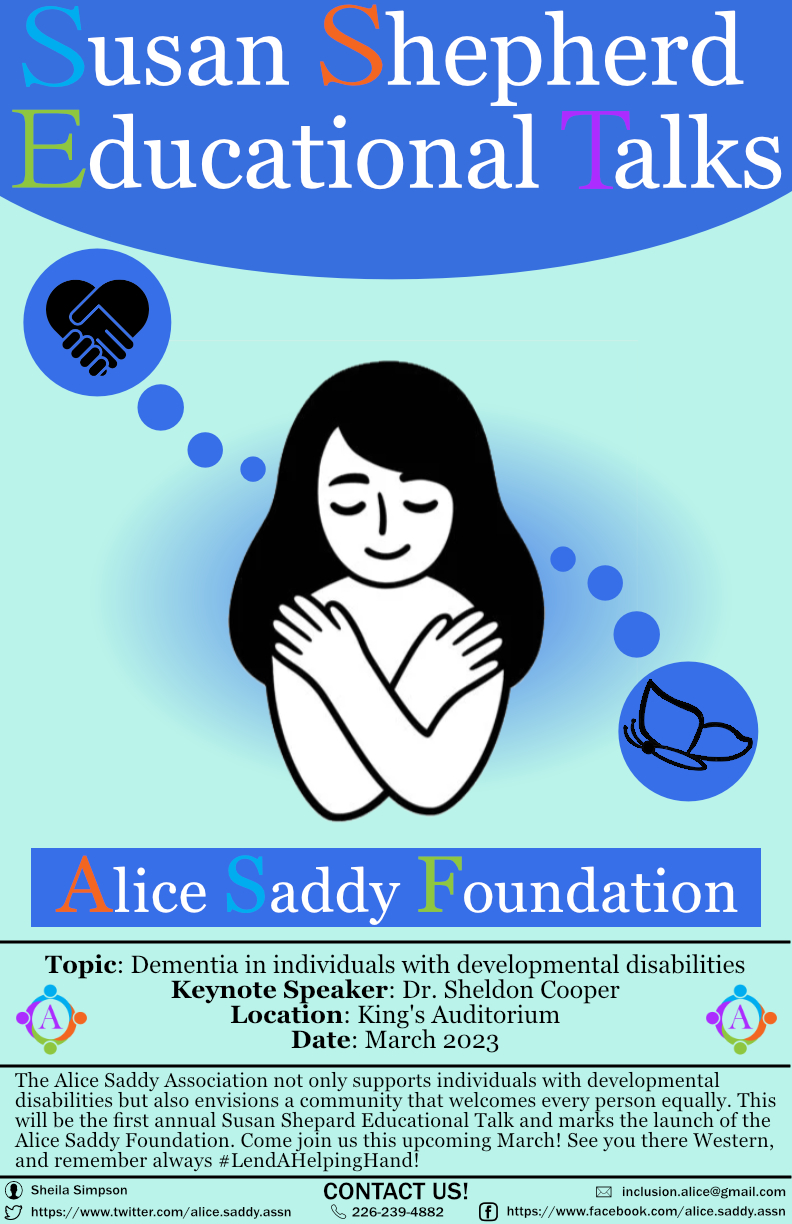 Susan Shepherd
Educational Talks
Alice Saddy Foundation
Topic: Dementia in individuals with developmental disabilities
Keynote Speaker: Dr. Sheldon Cooper
Location: King's Auditorium
Date: March 2023
A
A
The Alice Saddy Association not only supports individuals with developmental
disabilities but also envisions a community that welcomes every person equally. This
will be the first annual Susan Shepard Educational Talk and marks the launch of the
Alice Saddy Foundation. Come join us this upcoming March! See you there Western,
and remember always #LendAHelpingHand!
Sheila Simpson
CONTACT US!
inclusion.alice@gmail.com
https://www.twitter.com/alice.saddy.assn
226-239-4882
https://www.facebook.com/alice.saddy.assn